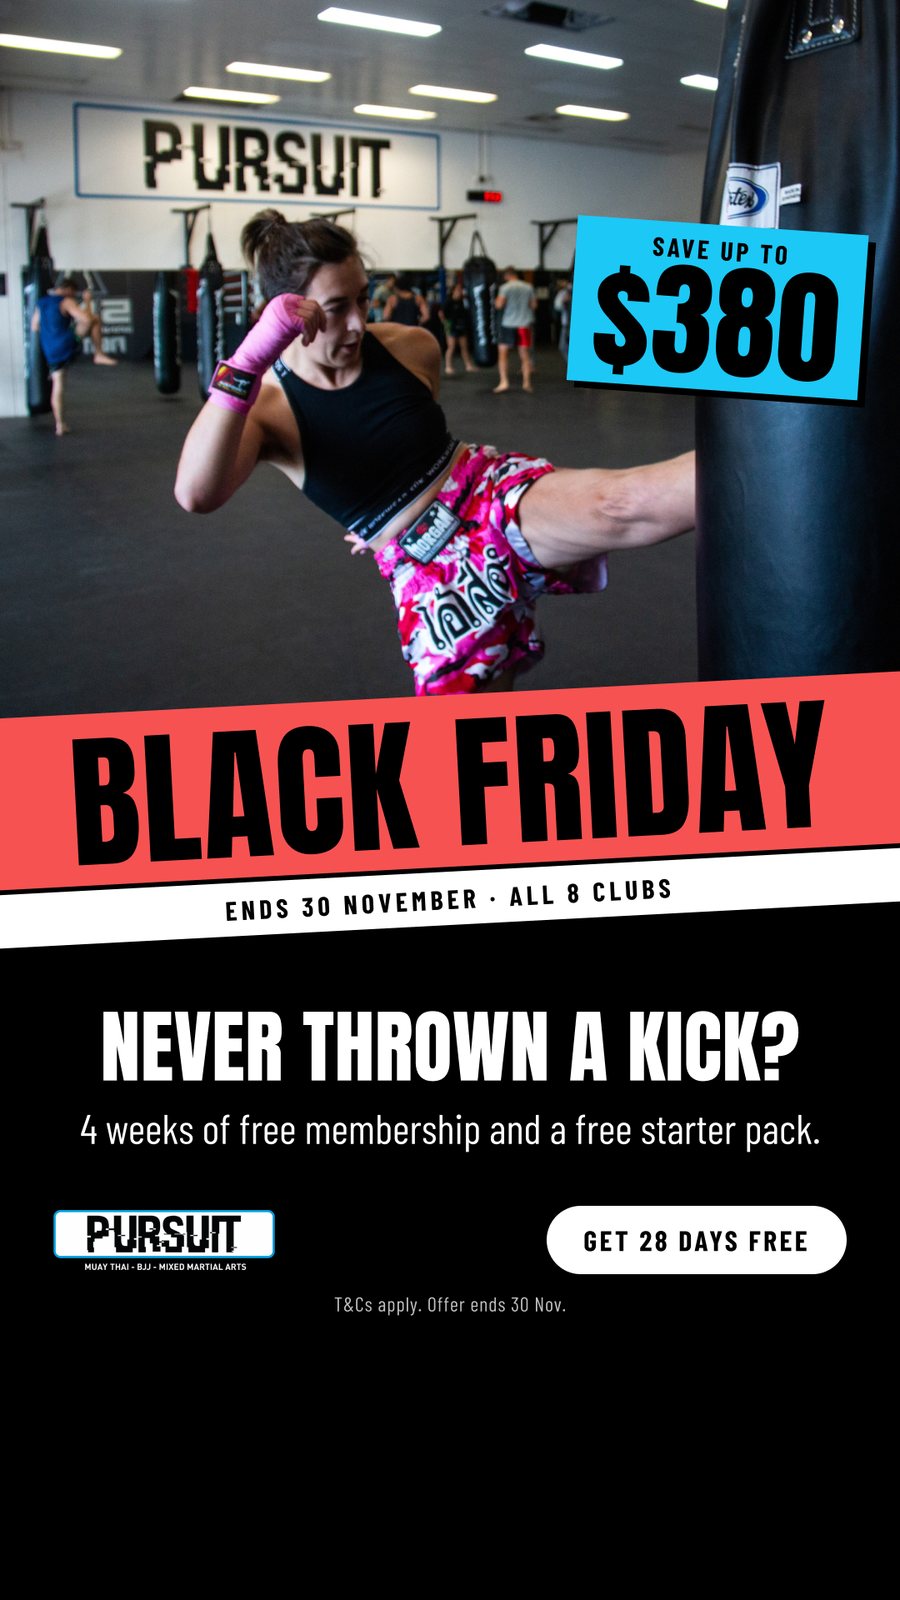 PURSUIT
SAVE UP TO
$380
MORGAN
BLACK FRIDAY
ENDS 30 NOVEMBER · ALL 8 CLUBS
NEVER THROWN A KICK?
4 weeks of free membership and a free starter pack.
PURSUIT
MUAY THAI - BJJ - MIXED MARTIAL ARTS
GET 28 DAYS FREE
T&Cs apply. Offer ends 30 Nov.